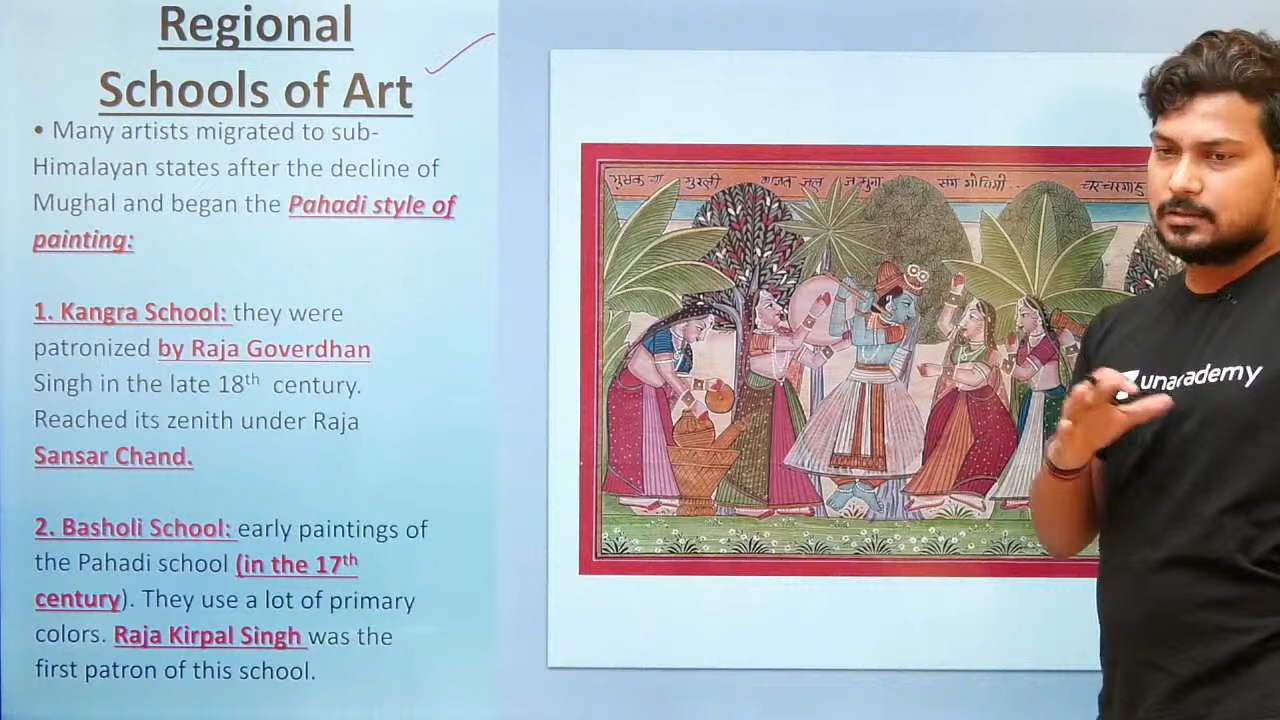 Regional
Schools of Art
• Many artists migrated to sub-
Himalayan states after the decline of
Mughal and began the Pahadi style of
painting:
1. Kangra School: they were
patronized by Raja Goverdhan
Singh in the late 18th century.
Reached its zenith under Raja
Sansar Chand.
2. Basholi School: early paintings of
the Pahadi school (in the 17th
century). They use a lot of primary
colors. Raja Kirpal Singh was the
first patron of this school.
मुरली जल जमुना संग
unacademy